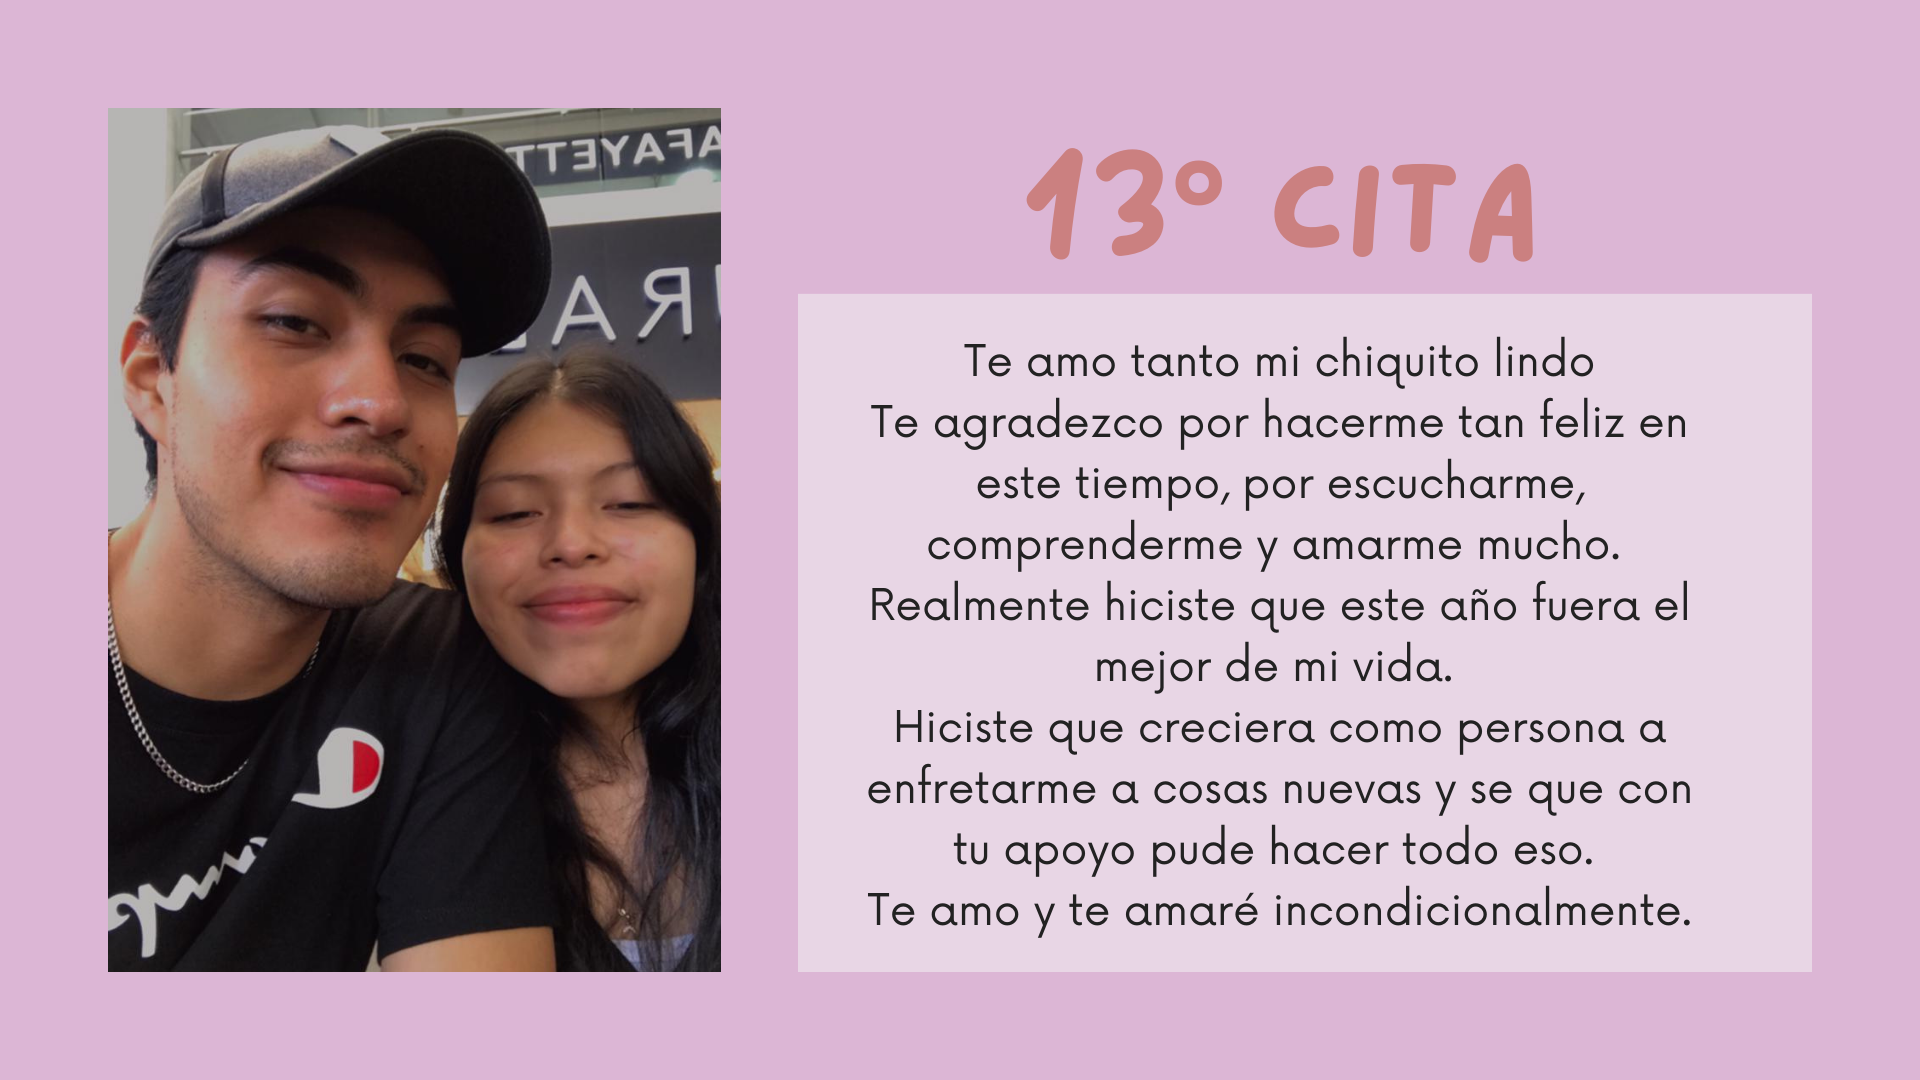 AFAYETT
RA
13° CITA
Te amo tanto mi chiquito lindo
Te agradezco por hacerme tan feliz en
este tiempo, por escucharme,
comprenderme y amarme mucho.
Realmente hiciste que este año fuera el
mejor de mi vida.
Hiciste que creciera como persona a
enfretarme a cosas nuevas y se que con
tu apoyo pude hacer todo eso.
Te amo y te amaré incondicionalmente.